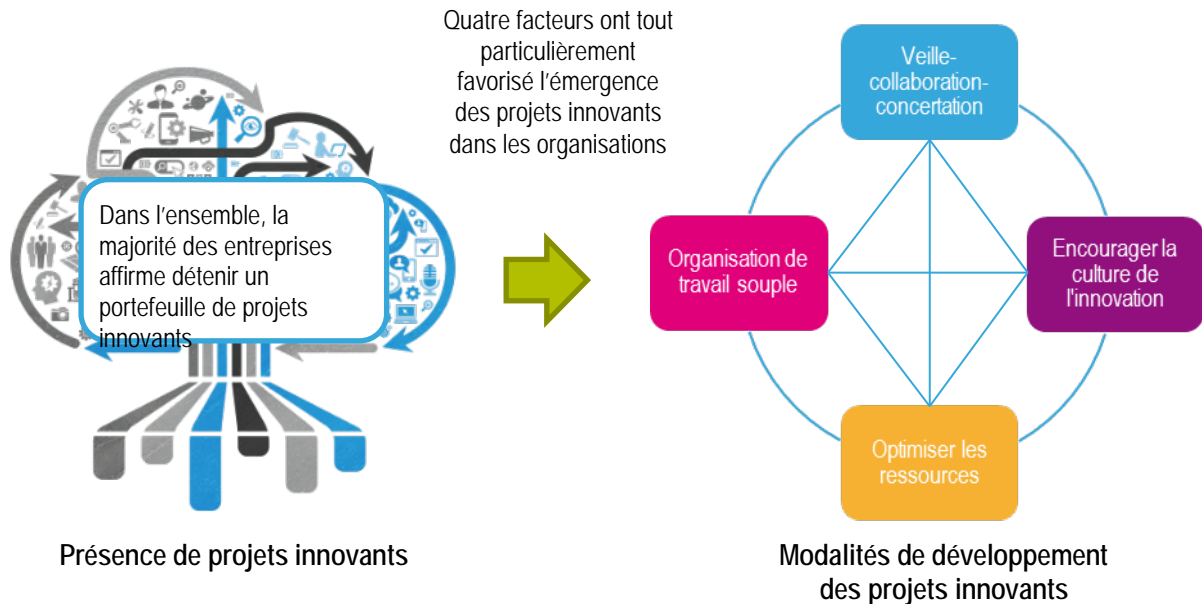 Quatre facteurs ont tout
particulièrement
favorisé l'émergence
des projets innovants
dans les organisations
Dans l'ensemble, la
majorité des entreprises
affirme détenir un
portefeuille de projets
innovants
Veille-
collaboration-
concertation
Organisation de
travail souple
Encourager la
culture de
l'innovation
Optimiser les
ressources
Présence de projets innovants
Modalités de développement
des projets innovants